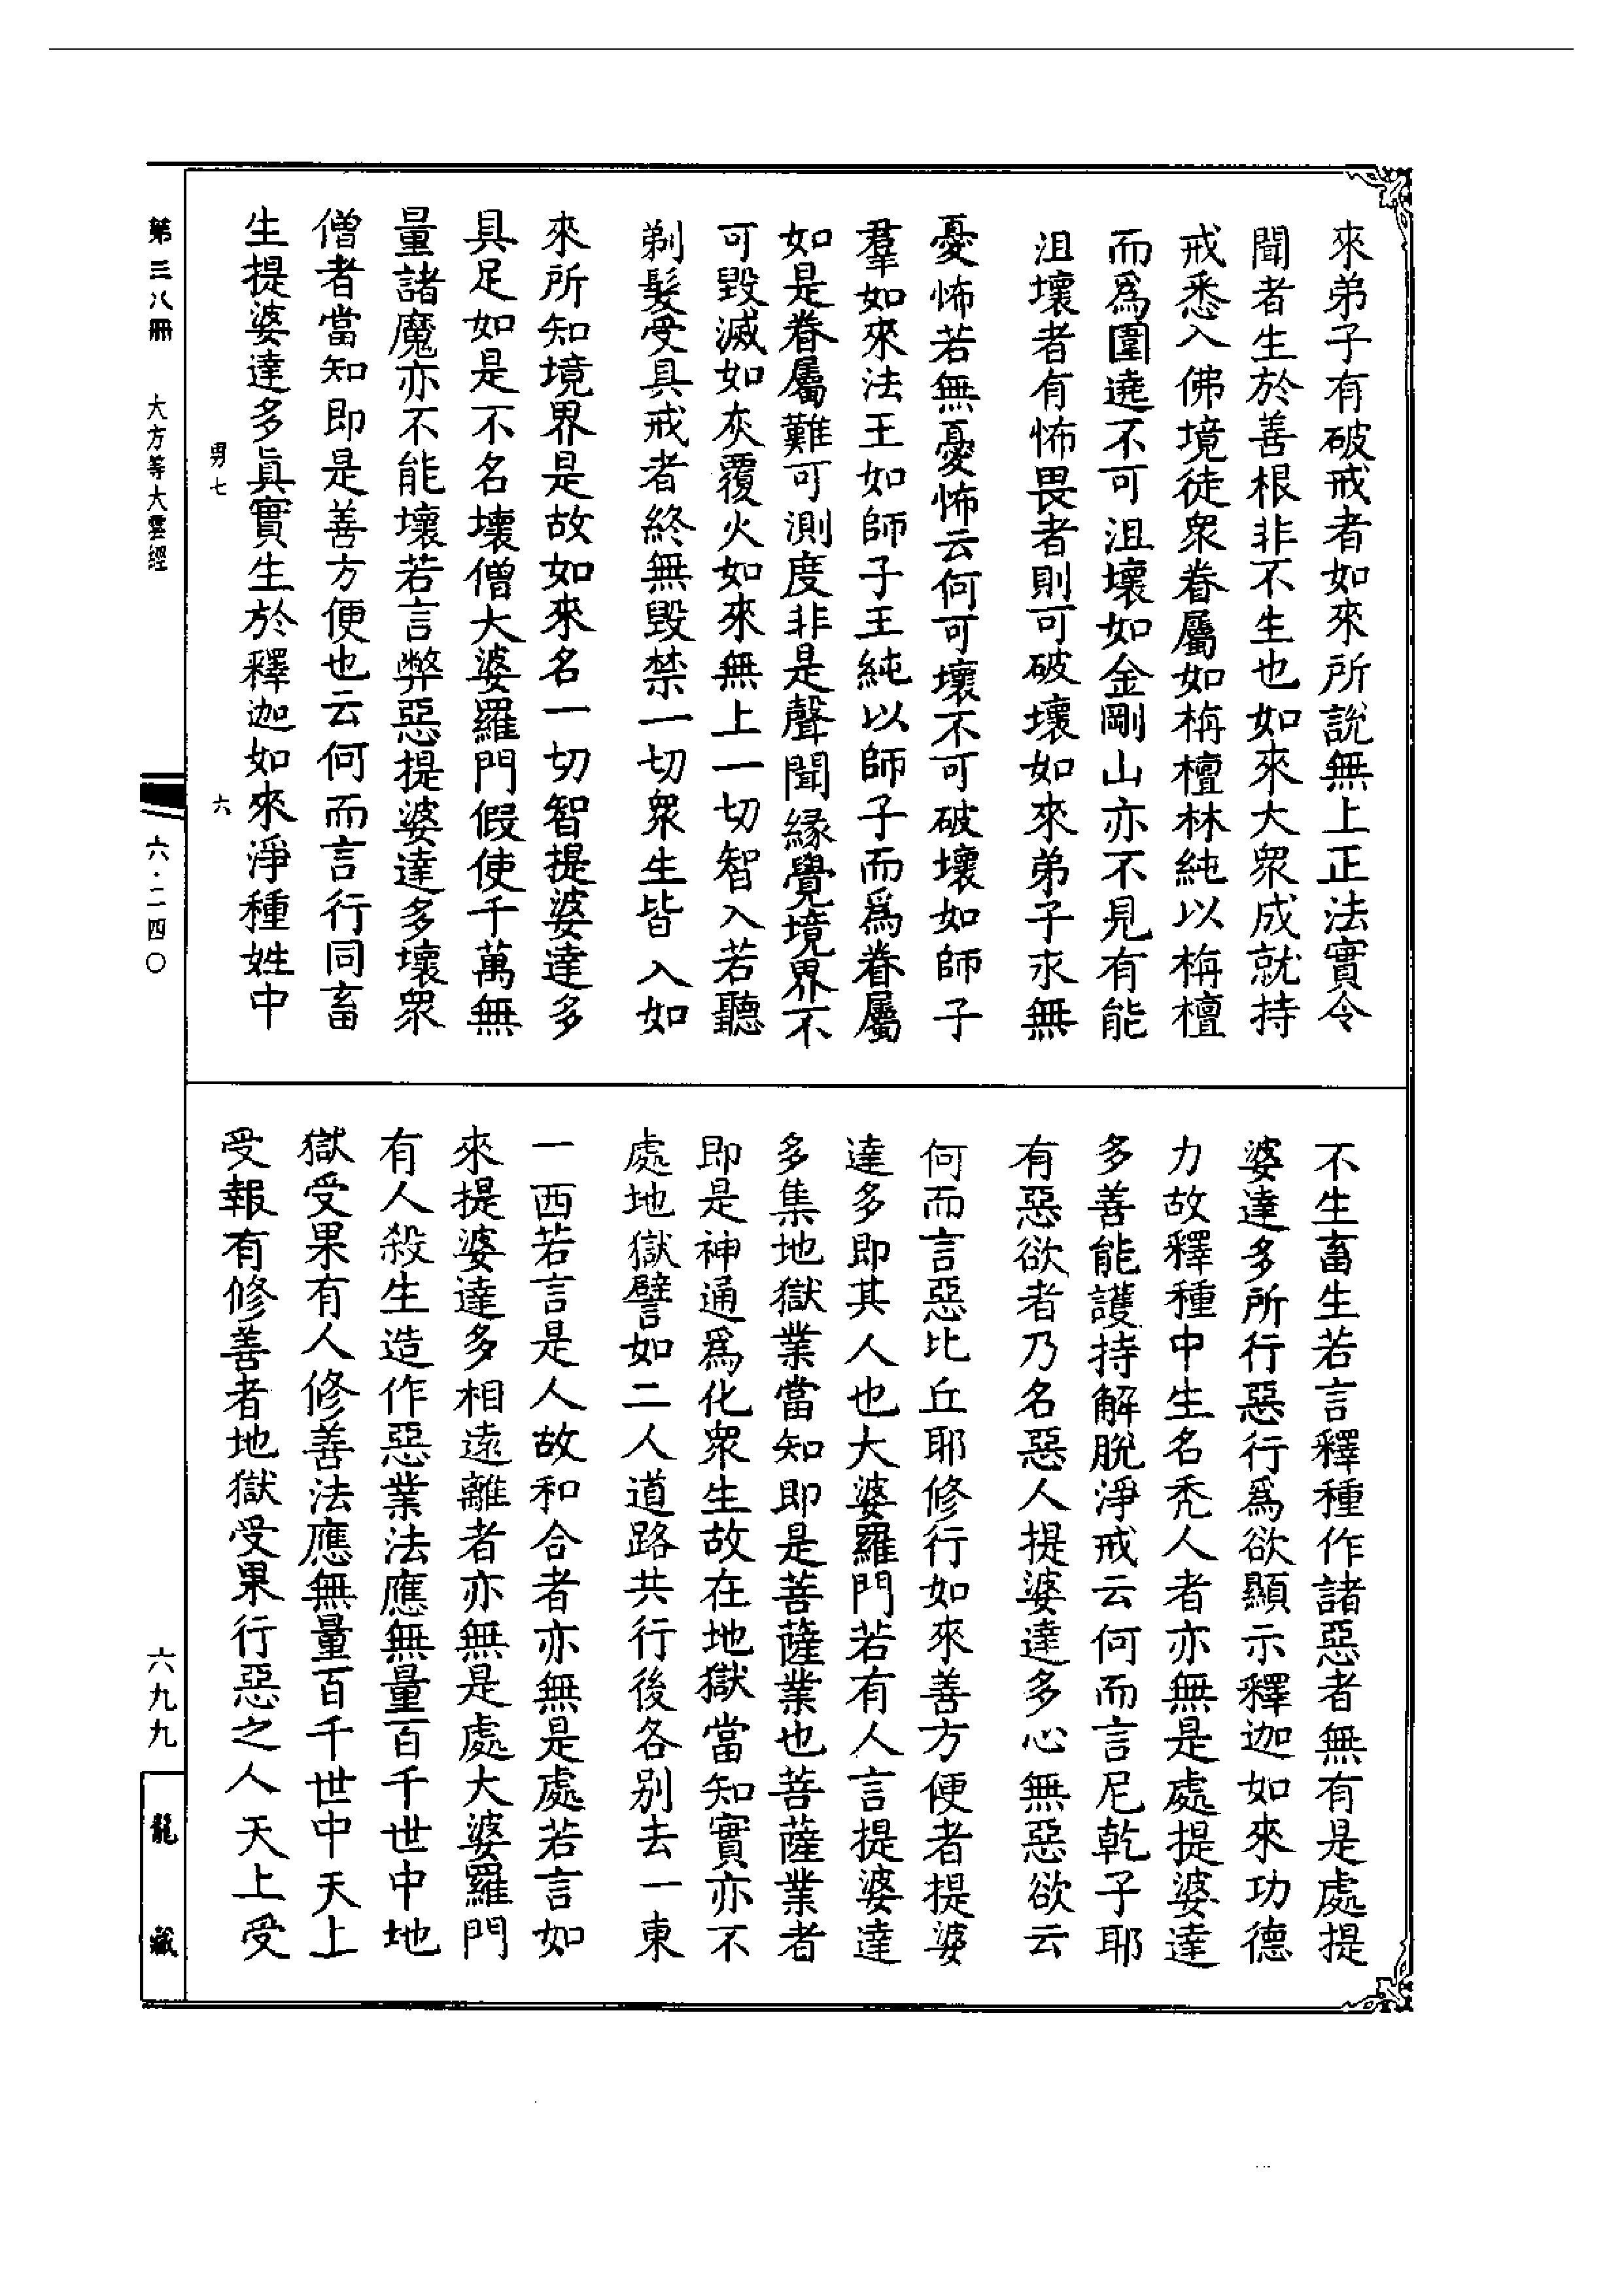 來弟子有破戒者如來所說無上正法實令
聞者生於善根非不生也如來大衆成就持
戒悉入佛境徒衆眷屬如栴檀林純以栴檀
而爲圍遶不可沮壞如金剛山亦不見有能
沮壞者有怖畏者則可破壞如來弟子永無
憂怖若無憂怖云何可壞不可破壞如師子
羣如來法王如師子王純以師子而爲眷屬
如是眷屬難可測度非是聲聞緣覺境界不
可毀滅如灰覆火如來無上一切智入若聽
剃髮受具戒者終無毀禁一切衆生皆入如
來所知境界是故如來名一切智提婆達多
具足如是不名壞僧大婆羅門假使千萬無
量諸魔亦不能壞若言弊惡提婆達多壞衆
僧者當知即是善方便也云何而言行同畜
生提婆達多眞實生於釋迦如來淨種姓中
不生畜生若言釋種作諸惡者無有是處提
婆達多所行惡行爲欲顯示釋迦如來功德
力故釋種中生名禿人者亦無是處提婆達
多善能護持解脫淨戒云何而言尼乾子耶
有惡欲者乃名惡人提婆達多心無惡欲云
何而言惡比丘耶修行如來善方便者提婆
達多即其人也大婆羅門若有人言提婆達
多集地獄業當知即是菩薩業也菩薩業者
即是神通爲化衆生故在地獄當知實亦不
處地獄譬如二人道路共行後各別去一東
一西若言是人故和合者亦無是處若言如
來提婆達多相遠離者亦無是處大婆羅門
有人殺生造作惡業法應無量百千世中地
獄受果有人修善法應無量百千世中天上
受報有修善者地獄受果行惡之人天上受
男七
六
第三八冊
大方等大雲經
六·二四〇
六九九
龍藏